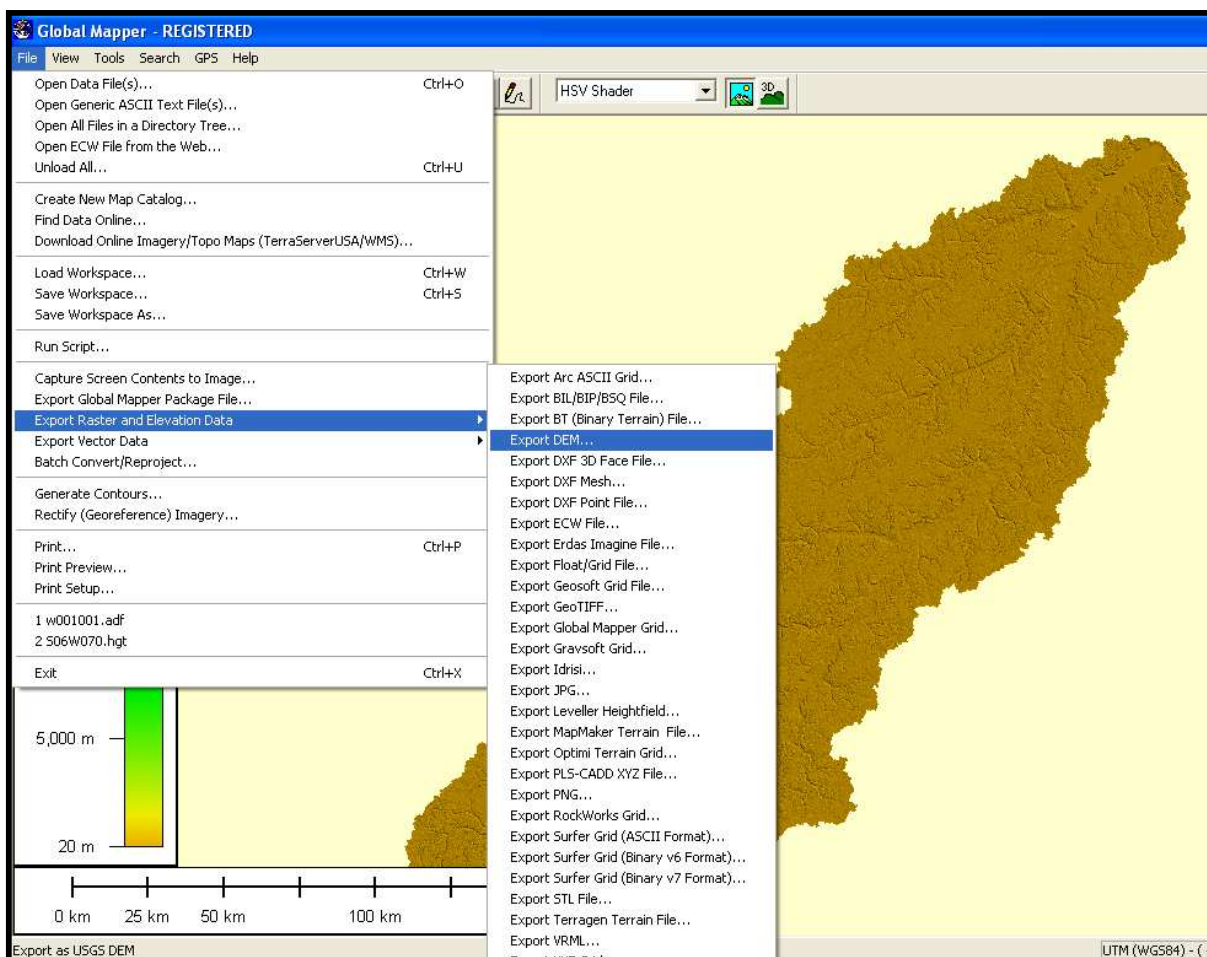 Global Mapper - REGISTERED
File View Tools Search GPS Help
HSV Shader
3D
Open Data File(s)... Ctrl+O
Open Generic ASCII Text File(s)...
Open All Files in a Directory Tree...
Open ECW File from the Web...
Unload All... Ctrl+U
Create New Map Catalog...
Find Data Online...
Download Online Imagery/Topo Maps (TerraServerUSA/WMS)...
Load Workspace... Ctrl+W
Save Workspace... Ctrl+S
Save Workspace As...
Run Script...
Capture Screen Contents to Image...
Export Global Mapper Package File...
Export Raster and Elevation Data
Export Vector Data
Batch Convert/Reproject...
Generate Contours...
Rectify (Georeference) Imagery...
Print... Ctrl+P
Print Preview...
Print Setup...
1 w001001.adf
2 S06W070.hgt
Exit Ctrl+X
Export Arc ASCII Grid...
Export BIL/BIP/BSQ File...
Export BT (Binary Terrain) File...
Export DEM...
Export DXF 3D Face File...
Export DXF Mesh...
Export DXF Point File...
Export ECW File...
Export Erdas Imagine File...
Export Float/Grid File...
Export Geosoft Grid File...
Export GeoTIFF...
Export Global Mapper Grid...
Export Gravsoft Grid...
Export Idrisi...
Export JPG...
Export Leveller Heightfield...
Export MapMaker Terrain File...
Export Optimi Terrain Grid...
Export PLS-CADD XYZ File...
Export PNG...
Export RockWorks Grid...
Export Surfer Grid (ASCII Format)...
Export Surfer Grid (Binary v6 Format)...
Export Surfer Grid (Binary v7 Format)...
Export STL File...
Export Terragen Terrain File...
Export VRML...
5,000 m
20 m
0 km 25 km 50 km 100 km
Export as USGS DEM
UTM (WGS84) - (